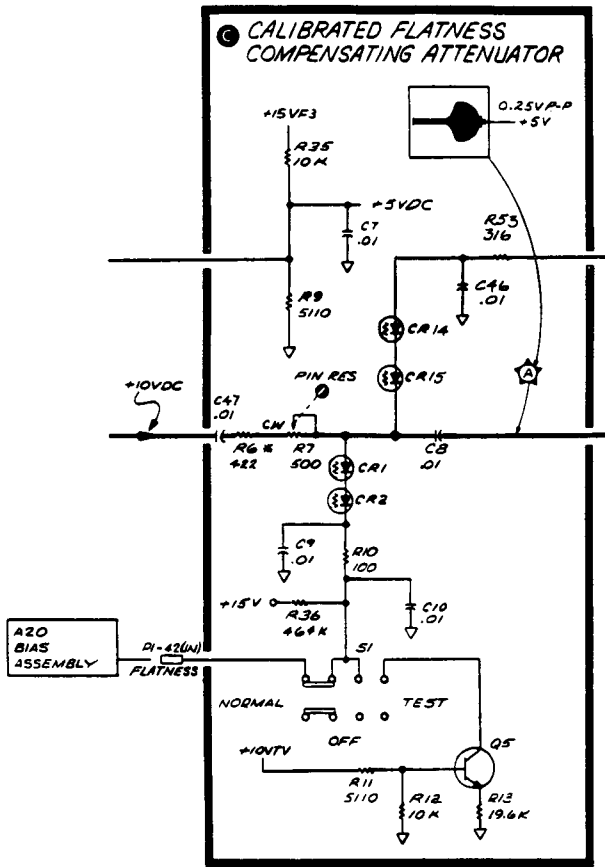 C CALIBRATED FLATNESS
COMPENSATING ATTENUATOR
0.25V P-P
+5V
+15VF3
R35
10K
+5VDC
C7
.01
R53
316
R9
5110
C46
.01
CR14
CR15
A
PIN RES
+10VDC
C47
.01
CW
R6*
422
R7
500
C8
.01
CR1
CR2
C9
.01
R10
100
+15V
R36
464K
C10
.01
A20
BIAS
ASSEMBLY
P1-42(IN)
FLATNESS
S1
NORMAL
TEST
OFF
Q5
+10VTV
R11
5110
R12
10K
R13
19.6K